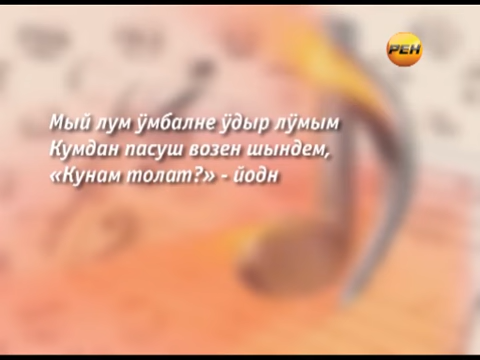 РЕН
Мый лум ӱмбалне ӱдыр лӱмым
Кумдан пасуш возен шындем,
«Кунам толат?» - йодн